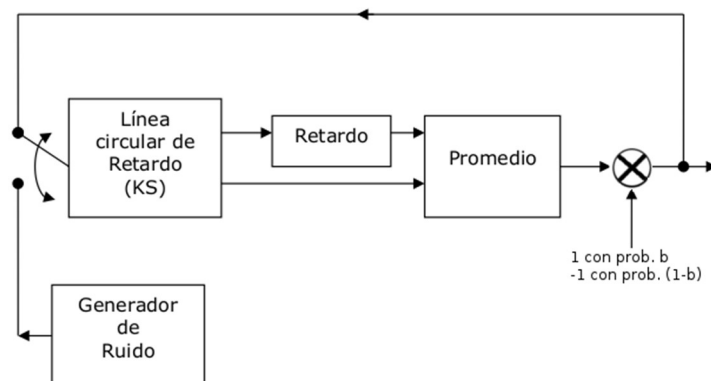 Línea
circular de
Retardo
(KS)
Retardo
Promedio
1 con prob. b
-1 con prob. (1-b)
Generador
de
Ruido